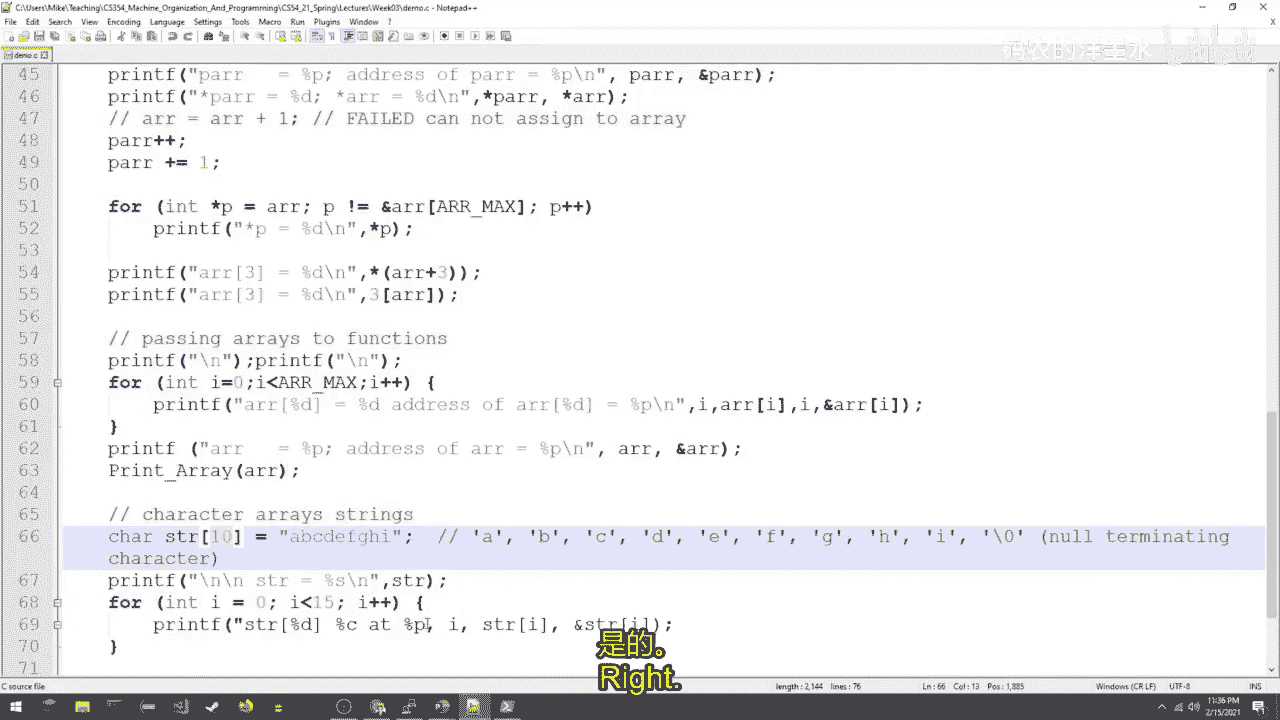 C:\Users\Mike\Teaching\CS354_Machine_Organization_And_Programming\CS54_21_Spring\Lectures\Week03\demo.c - Notepad++
File Edit Search View Encoding Language Settings Tools Macro Run Plugins Window ?
demo.c
码农的洋墨水
45 printf("parr   = %p; address of parr = %p\n", parr, &parr);
46 printf("*parr = %d; *arr = %d\n",*parr, *arr);
47 // arr = arr + 1; // FAILED can not assign to array
48 parr++;
49 parr += 1;
50
51 for (int *p = arr; p != &arr[ARR_MAX]; p++)
52 printf("*p = %d\n",*p);
53
54 printf("arr[3] = %d\n",*(arr+3));
55 printf("arr[3] = %d\n",3[arr]);
56
57 // passing arrays to functions
58 printf("\n");printf("\n");
59 for (int i=0;i<ARR_MAX;i++) {
60 printf("arr[%d] = %d address of arr[%d] = %p\n",i,arr[i],i,&arr[i]);
61 }
62 printf ("arr   = %p; address of arr = %p\n", arr, &arr);
63 Print_Array(arr);
64
65 // character arrays strings
66 char str[10] = "abcdefghi";  // 'a', 'b', 'c', 'd', 'e', 'f', 'g', 'h', 'i', '\0' (null terminating
character)
67 printf("\n\n str = %s\n",str);
68 for (int i = 0; i<15; i++) {
69 printf("str[%d] %c at %p, i, str[i], &str[i]);
70 }
71
是的。
Right.
C source file length : 2,144 lines : 76 Ln : 66 Col : 13 Pos : 1,885 Windows (CR LF) UTF-8 INS
11:36 PM
2/15/2021